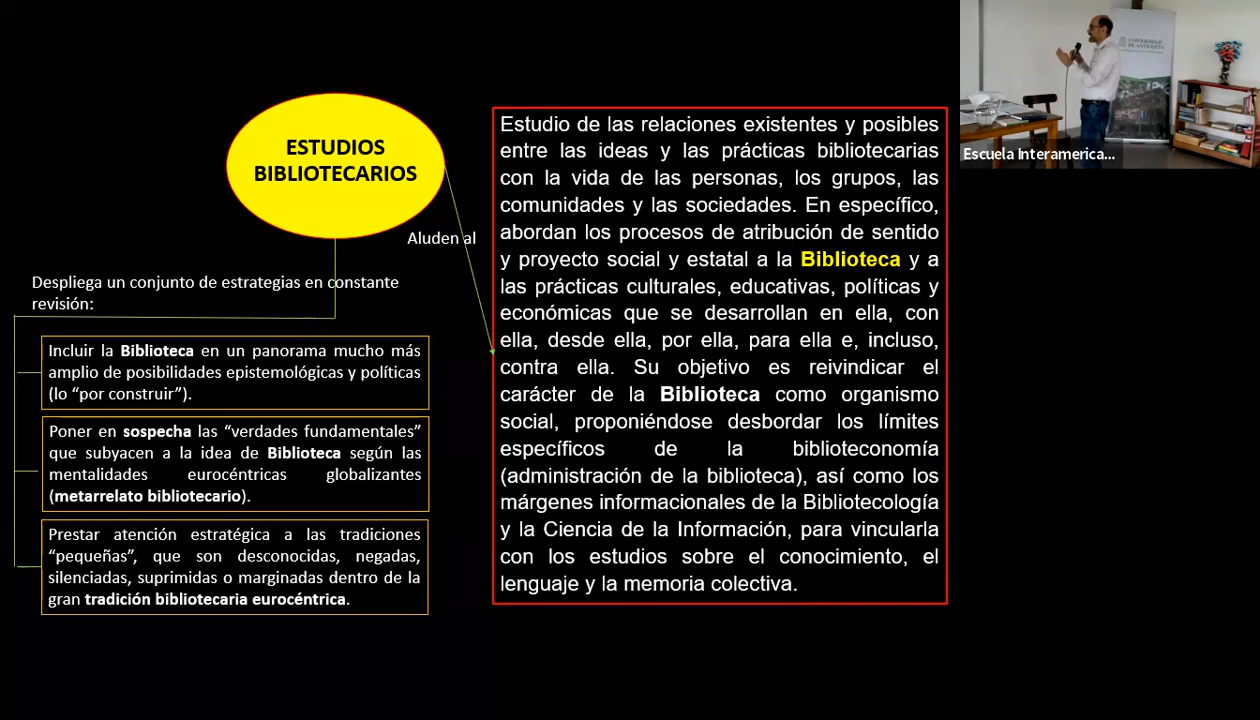 ESTUDIOS
BIBLIOTECARIOS
Aluden al
Despliega un conjunto de estrategias en constante
revisión:
Incluir la Biblioteca en un panorama mucho más
amplio de posibilidades epistemológicas y políticas
(lo “por construir”).
Poner en sospecha las “verdades fundamentales”
que subyacen a la idea de Biblioteca según las
mentalidades eurocéntricas globalizantes
(metarrelato bibliotecario).
Prestar atención estratégica a las tradiciones
“pequeñas”, que son desconocidas, negadas,
silenciadas, suprimidas o marginadas dentro de la
gran tradición bibliotecaria eurocéntrica.
Estudio de las relaciones existentes y posibles
entre las ideas y las prácticas bibliotecarias
con la vida de las personas, los grupos, las
comunidades y las sociedades. En específico,
abordan los procesos de atribución de sentido
y proyecto social y estatal a la Biblioteca y a
las prácticas culturales, educativas, políticas y
económicas que se desarrollan en ella, con
ella, desde ella, por ella, para ella e, incluso,
contra ella. Su objetivo es reivindicar el
carácter de la Biblioteca como organismo
social, proponiéndose desbordar los límites
específicos de la biblioteconomía
(administración de la biblioteca), así como los
márgenes informacionales de la Bibliotecología
y la Ciencia de la Información, para vincularla
con los estudios sobre el conocimiento, el
lenguaje y la memoria colectiva.
UNIVERSIDAD
DE ANTIOQUIA
Escuela Interamerica...